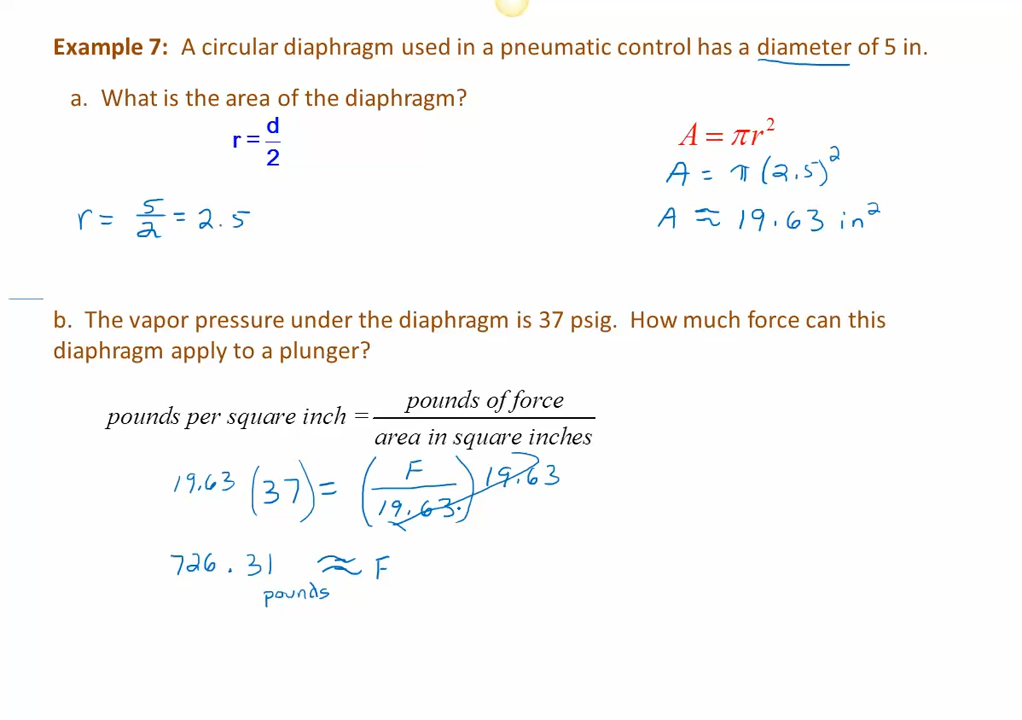 Example 7: A circular diaphragm used in a pneumatic control has a diameter of 5 in.
a. What is the area of the diaphragm?
r = d/2
A = πr²
A = π(2.5)²
r = 5/2 = 2.5
A ≈ 19.63 in²
b. The vapor pressure under the diaphragm is 37 psig. How much force can this
diaphragm apply to a plunger?
pounds per square inch = pounds of force / area in square inches
19.63 (37) = (F/19.63) 19.63
726.31 ≈ F
pounds